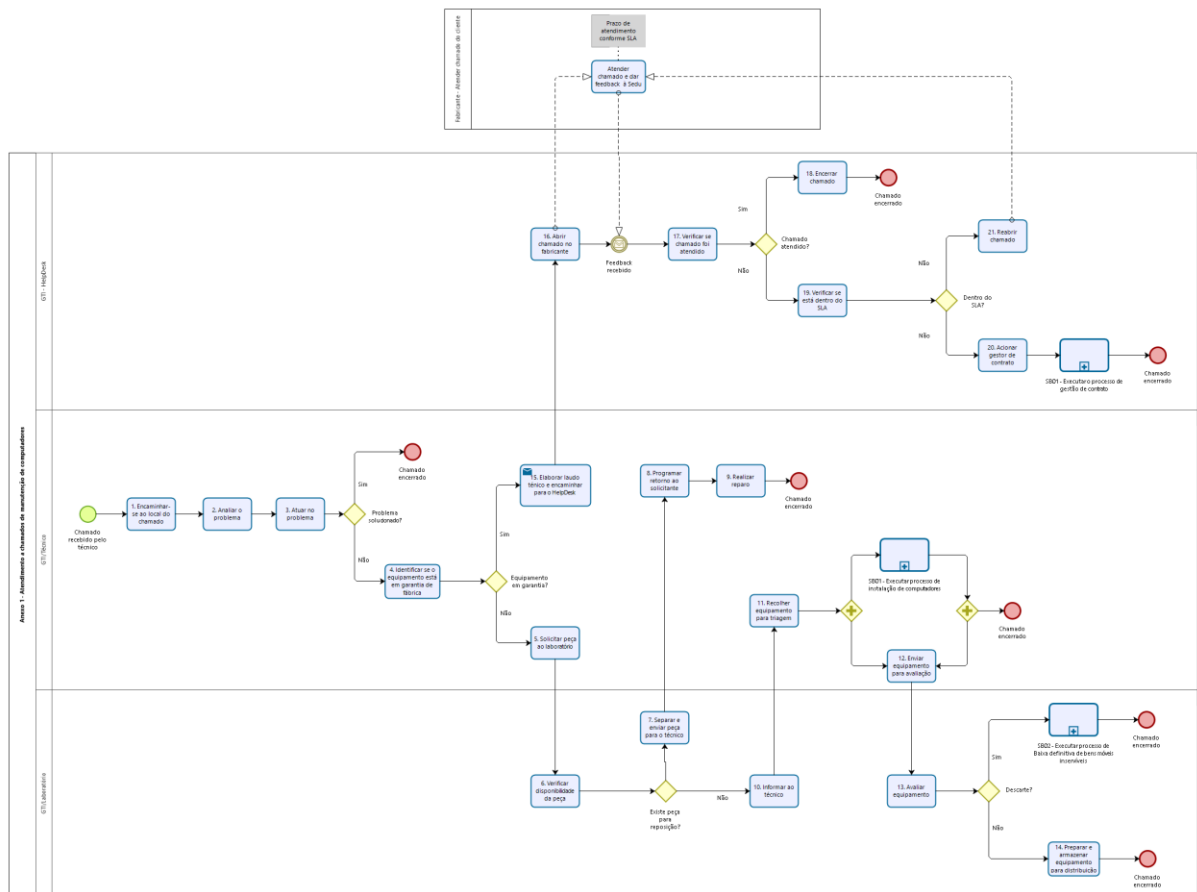 Prazo de
atendimento
conforme SLA
Fabricante - Atender chamado do cliente
Atender
chamado e dar
feedback à Sedu
Anexo 1 - Atendimento a chamados de manutenção de computadores
GTI - HelpDesk
18. Encerrar
chamado
Chamado
encerrado
Sim
16. Abrir
chamado no
fabricante
Feedback
recebido
17. Verificar se
chamado foi
atendido
Chamado
atendido?
Não
19. Verificar se
está dentro do
SLA
21. Reabrir
chamado
Não
Dentro do
SLA?
Não
20. Acionar
gestor de
contrato
SBD1 - Executar o processo de
gestão de contrato
Chamado
encerrado
GTI/Técnico
Chamado
recebido pelo
técnico
1. Encaminhar-
se ao local do
chamado
2. Analiar o
problema
3. Atuar no
problema
Problema
solucionado?
Sim
Chamado
encerrado
Não
4. Identificar se o
equipamento está
em garantia de
fábrica
Equipamento
em garantia?
Sim
15. Elaborar laudo
ténico e encaminhar
para o HelpDesk
Não
5. Solicitar peça
ao laboratório
8. Programar
retorno ao
solicitante
9. Realizar
reparo
Chamado
encerrado
11. Recolher
equipamento
para triagem
SBD1 - Executar processo de
instalação de computadores
Chamado
encerrado
12. Enviar
equipamento
para avaliação
GTI/Laboratório
6. Verificar
disponibilidade
da peça
7. Separar e
enviar peça
para o técnico
Existe peça
para
reposição?
Não
10. Informar ao
técnico
13. Avaliar
equipamento
Descarte?
Sim
SBD2 - Executar processo de
Baixa definitiva de bens móveis
inserviveis
Chamado
encerrado
Não
14. Preparar e
armazenar
equipamento
para distribuição
Chamado
encerrado